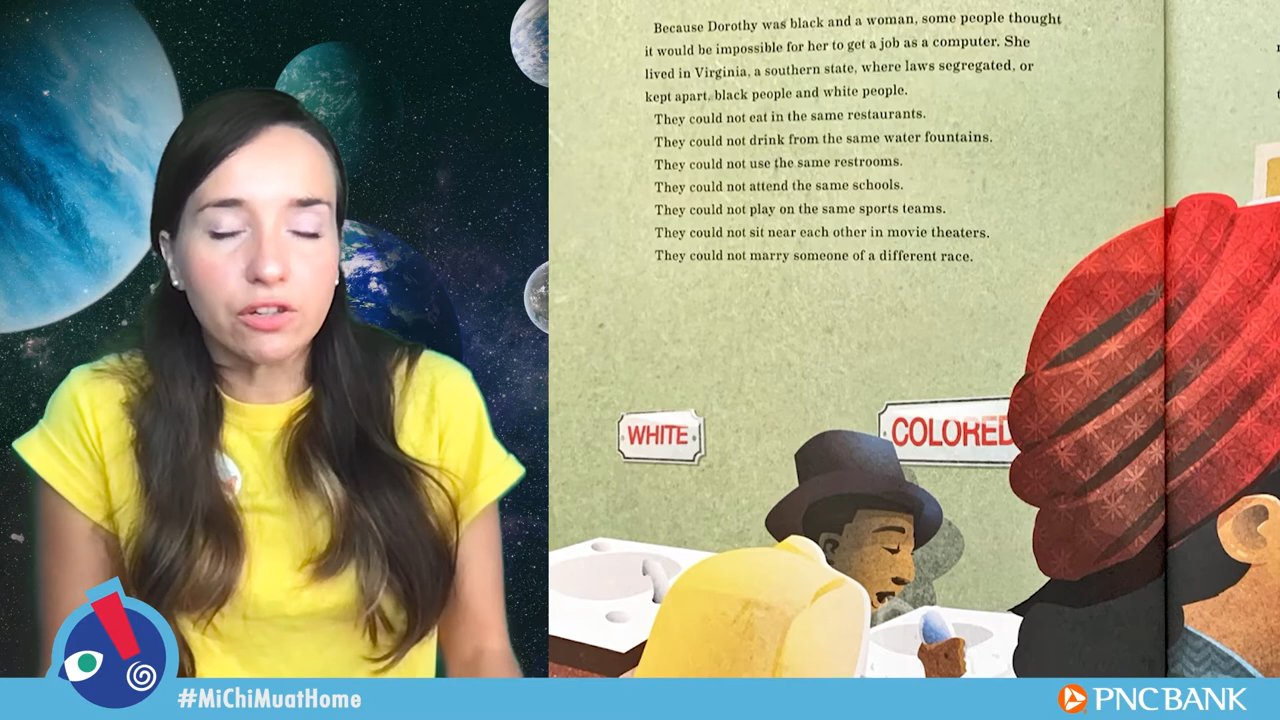 Because Dorothy was black and a woman, some people thought
it would be impossible for her to get a job as a computer. She
lived in Virginia, a southern state, where laws segregated, or
kept apart, black people and white people.
They could not eat in the same restaurants.
They could not drink from the same water fountains.
They could not use the same restrooms.
They could not attend the same schools.
They could not play on the same sports teams.
They could not sit near each other in movie theaters.
They could not marry someone of a different race.
WHITE
COLORED
#MiChiMuatHome
PNC BANK